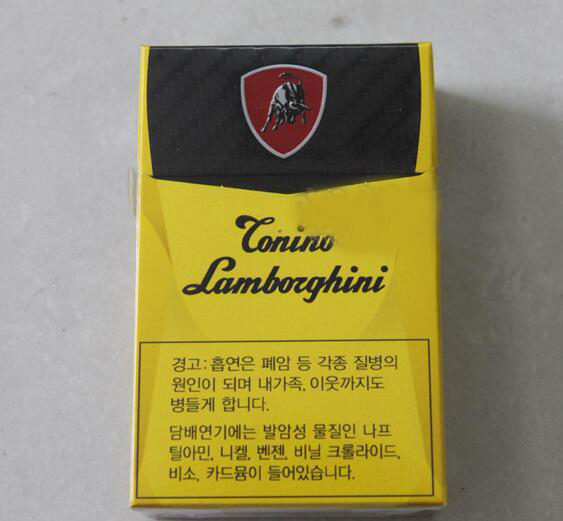 Tonino
Lamborghini
경고: 흡연은 폐암 등 각종 질병의
원인이 되며 내가족, 이웃까지도
병들게 합니다.
담배연기에는 발암성 물질인 나프
틸아민, 니켈, 벤젠, 비닐 크롤라이드,
비소, 카드뮴이 들어있습니다.